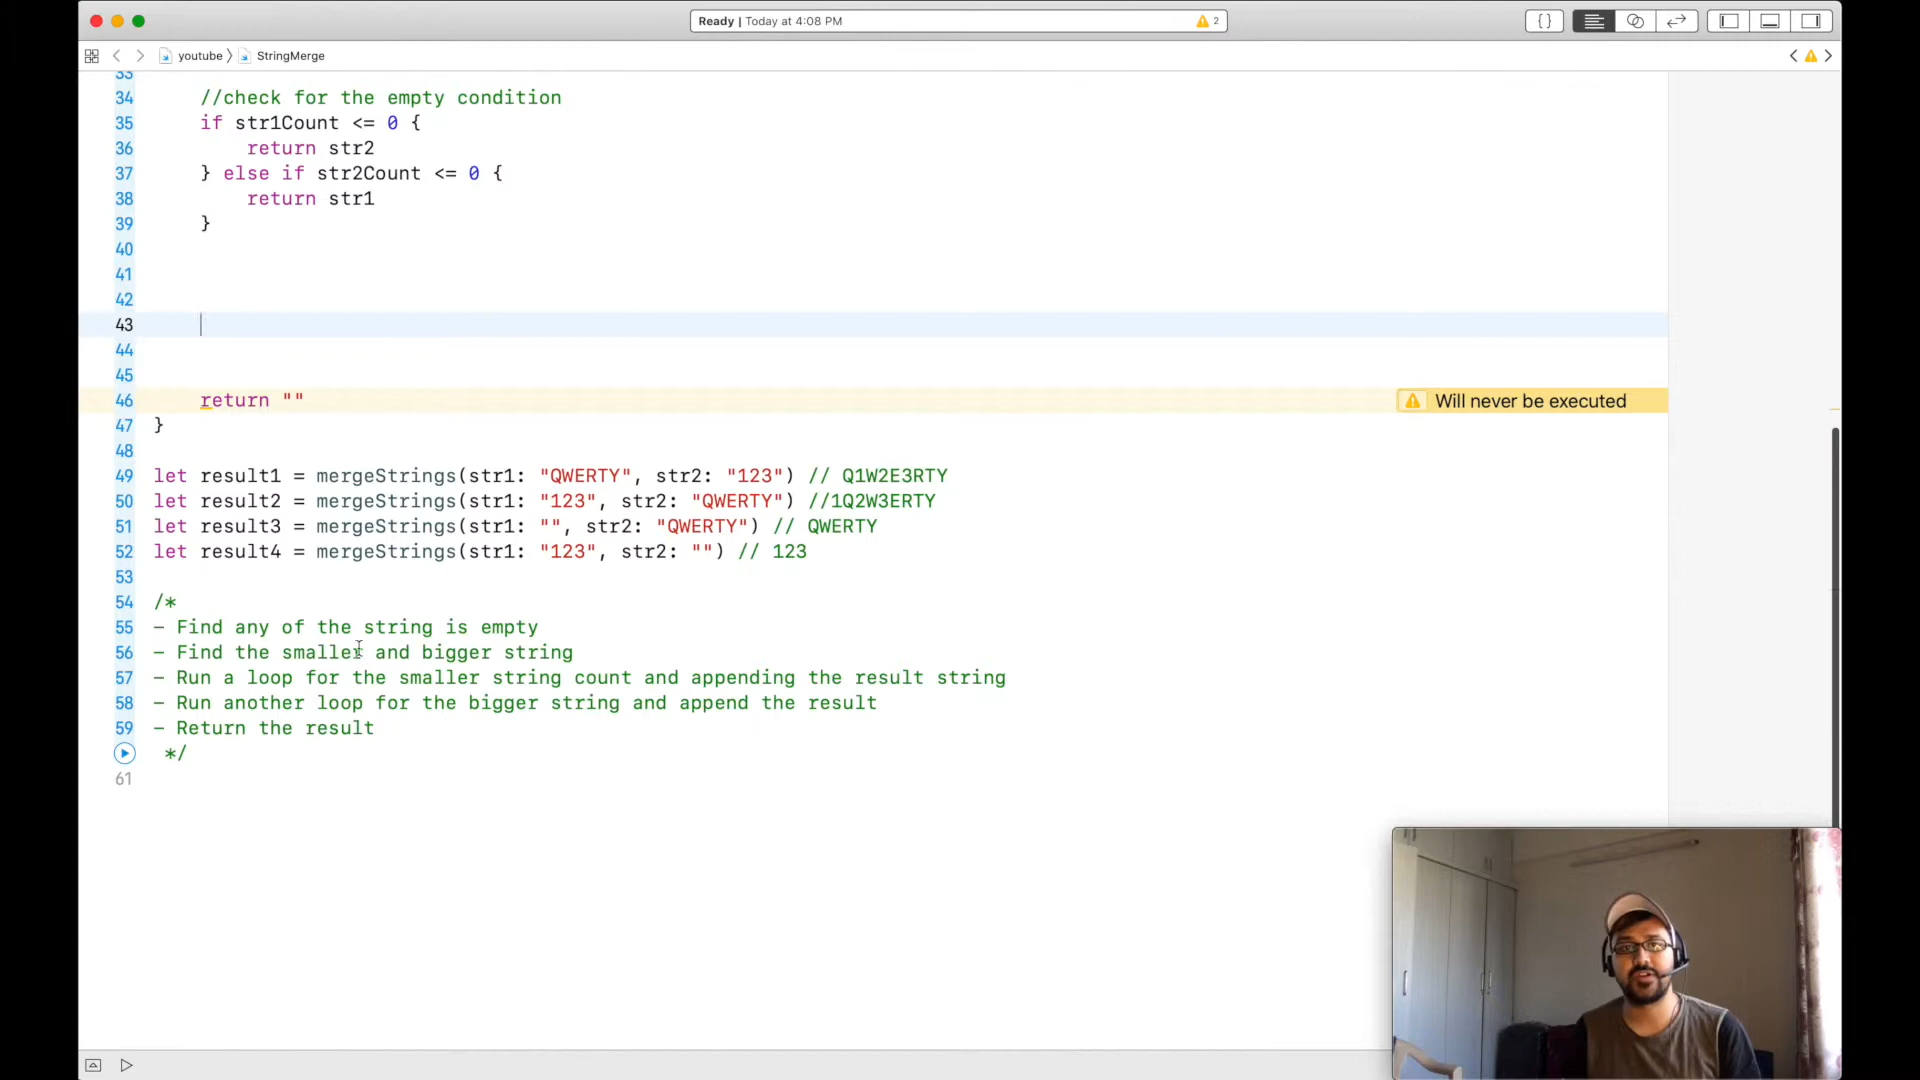 Ready | Today at 4:08 PM
2
{ }
youtube
StringMerge
33
34 //check for the empty condition
35 if str1Count <= 0 {
36 return str2
37 } else if str2Count <= 0 {
38 return str1
39 }
40
41
42
43
44
45
46 return "" Will never be executed
47 }
48
49 let result1 = mergeStrings(str1: "QWERTY", str2: "123") // Q1W2E3RTY
50 let result2 = mergeStrings(str1: "123", str2: "QWERTY") //1Q2W3ERTY
51 let result3 = mergeStrings(str1: "", str2: "QWERTY") // QWERTY
52 let result4 = mergeStrings(str1: "123", str2: "") // 123
53
54 /*
55 - Find any of the string is empty
56 - Find the smaller and bigger string
57 - Run a loop for the smaller string count and appending the result string
58 - Run another loop for the bigger string and append the result
59 - Return the result
*/
61